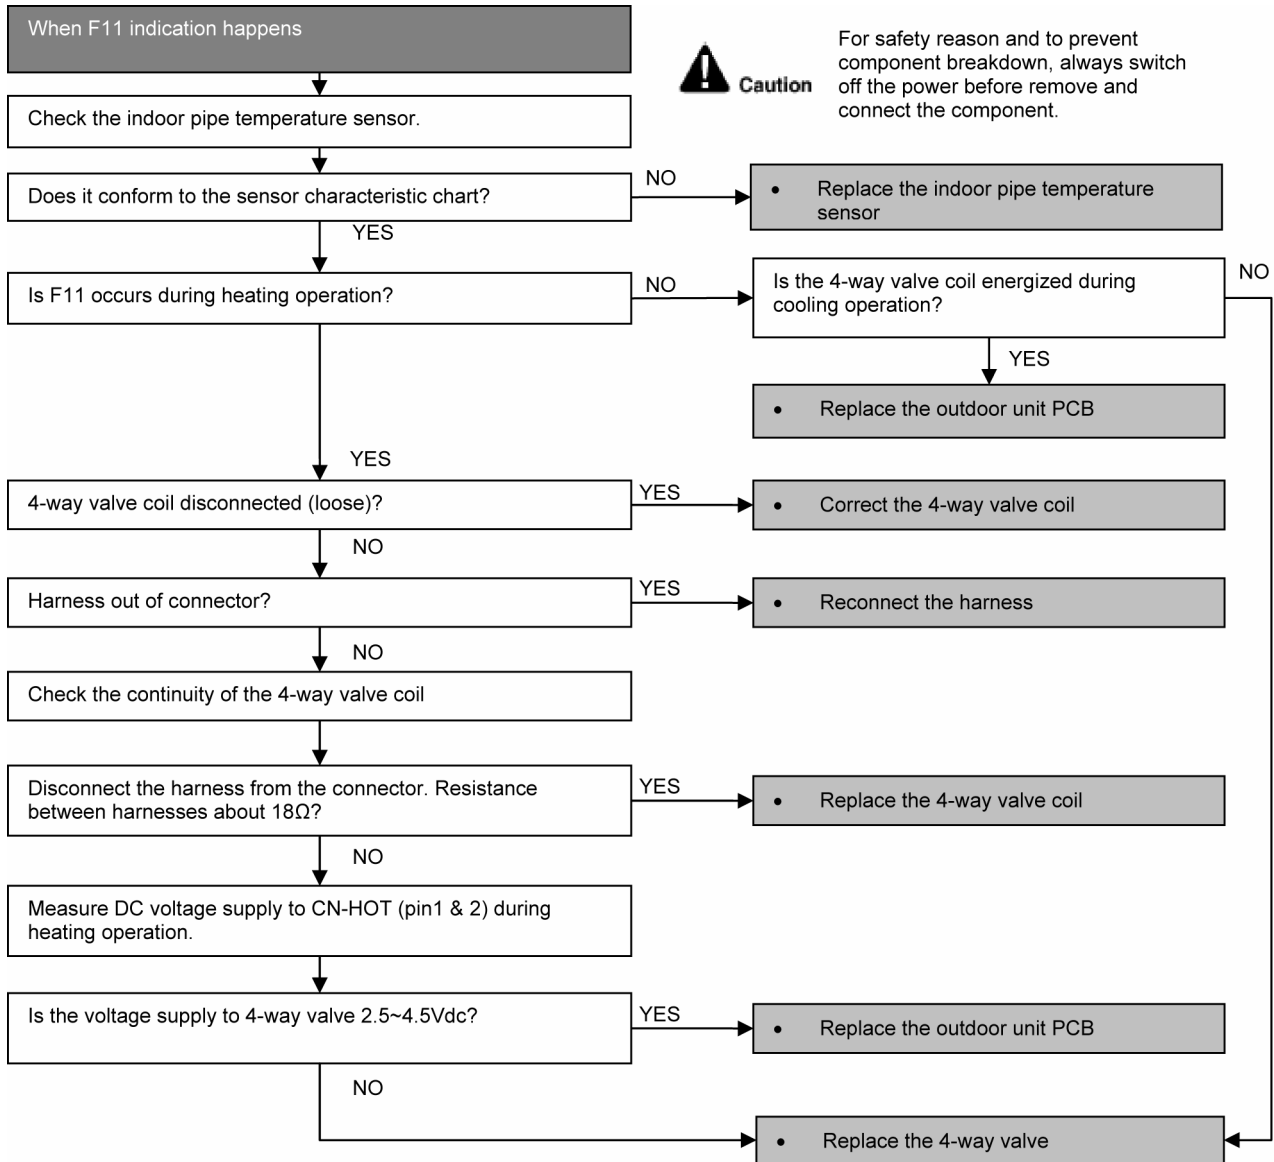 When F11 indication happens
For safety reason and to prevent
component breakdown, always switch
off the power before remove and
connect the component.
Caution
Check the indoor pipe temperature sensor.
Does it conform to the sensor characteristic chart?
NO
• Replace the indoor pipe temperature
sensor
YES
Is F11 occurs during heating operation?
NO
Is the 4-way valve coil energized during
cooling operation?
NO
YES
• Replace the outdoor unit PCB
YES
4-way valve coil disconnected (loose)?
YES
• Correct the 4-way valve coil
NO
Harness out of connector?
YES
• Reconnect the harness
NO
Check the continuity of the 4-way valve coil
Disconnect the harness from the connector. Resistance
between harnesses about 18Ω?
YES
• Replace the 4-way valve coil
NO
Measure DC voltage supply to CN-HOT (pin1 & 2) during
heating operation.
Is the voltage supply to 4-way valve 2.5~4.5Vdc?
YES
• Replace the outdoor unit PCB
NO
• Replace the 4-way valve